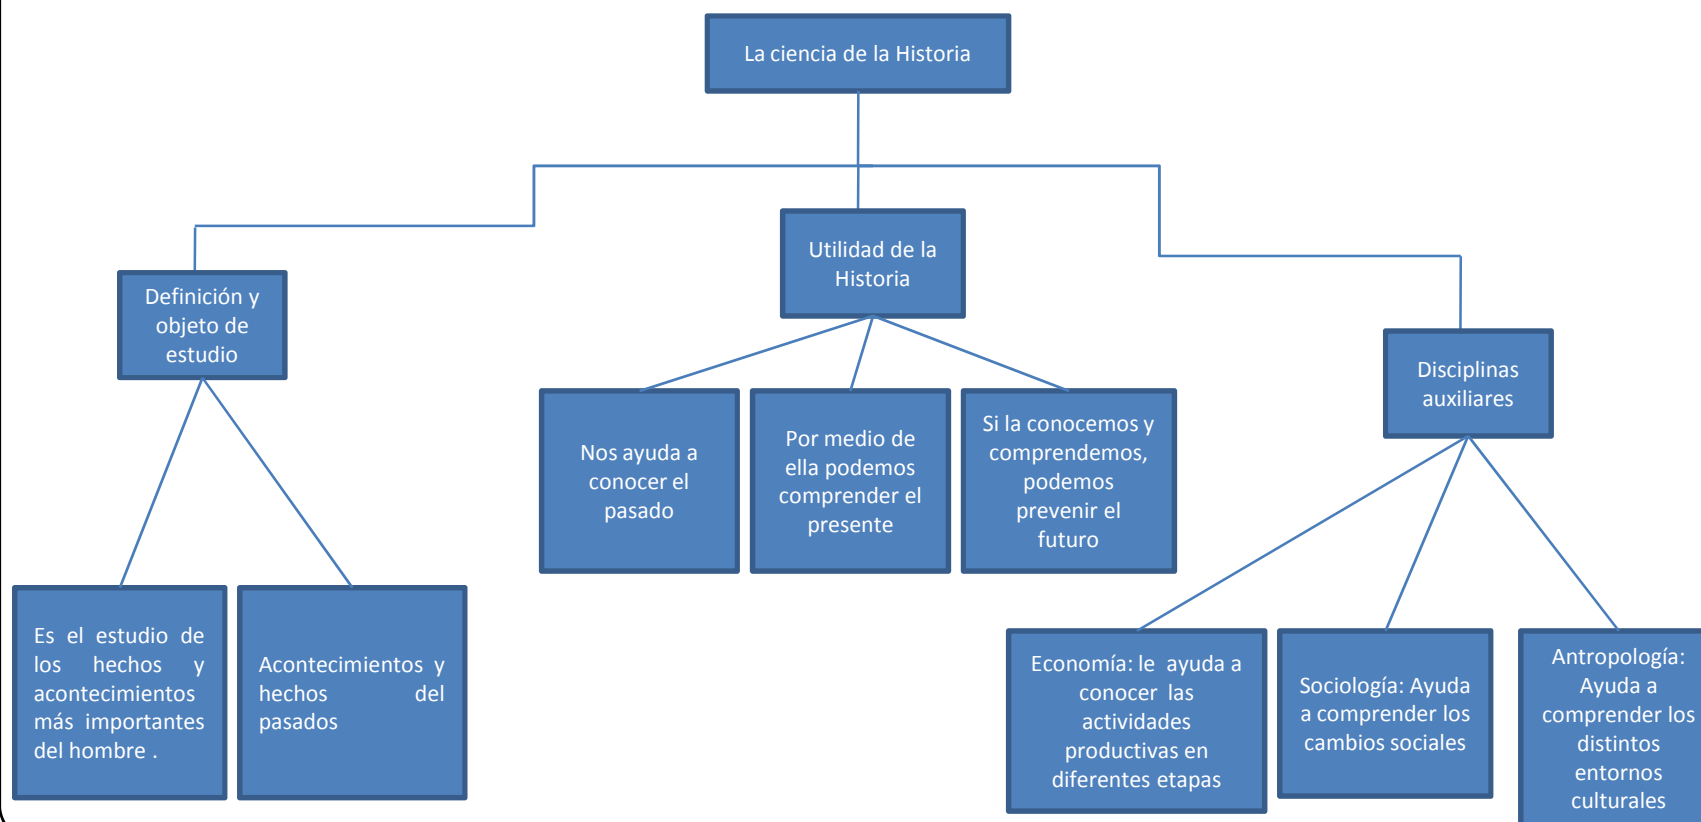 La ciencia de la Historia
Utilidad de la
Historia
Definición y
objeto de
estudio
Disciplinas
auxiliares
Nos ayuda a
conocer el
pasado
Por medio de
ella podemos
comprender el
presente
Si la conocemos y
comprendemos,
podemos
prevenir el
futuro
Es el estudio de
los hechos y
acontecimientos
más importantes
del hombre .
Acontecimientos y
hechos del
pasados
Economía: le ayuda a
conocer las
actividades
productivas en
diferentes etapas
Sociología: Ayuda
a comprender los
cambios sociales
Antropología:
Ayuda a
comprender los
distintos
entornos
culturales